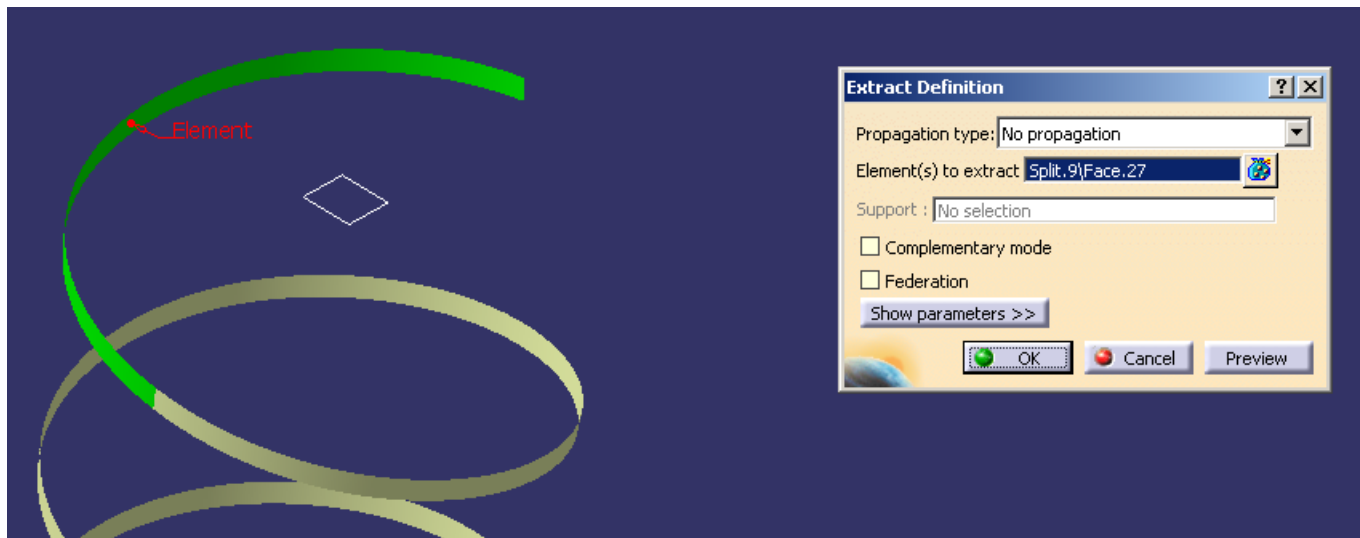 Element
Extract Definition
Propagation type: No propagation
Element(s) to extract Split.9\Face.27
Support : No selection
Complementary mode
Federation
Show parameters >>
OK Cancel Preview